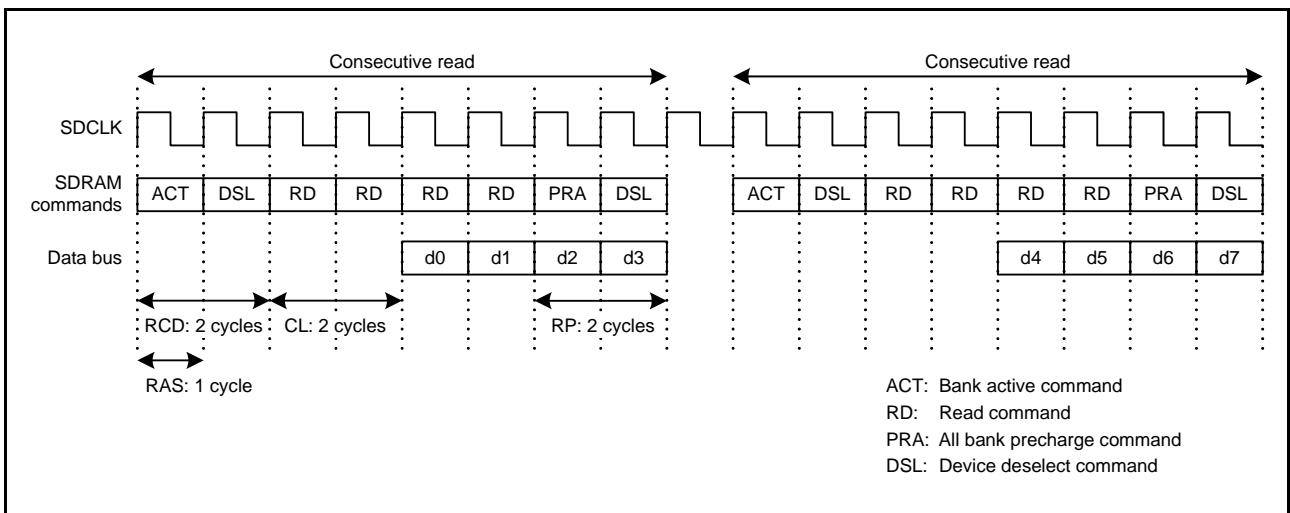 Consecutive read Consecutive read
SDCLK
SDRAM commands ACT DSL RD RD RD RD PRA DSL ACT DSL RD RD RD RD PRA DSL
Data bus d0 d1 d2 d3 d4 d5 d6 d7
RCD: 2 cycles CL: 2 cycles RP: 2 cycles
RAS: 1 cycle
ACT: Bank active command
RD: Read command
PRA: All bank precharge command
DSL: Device deselect command